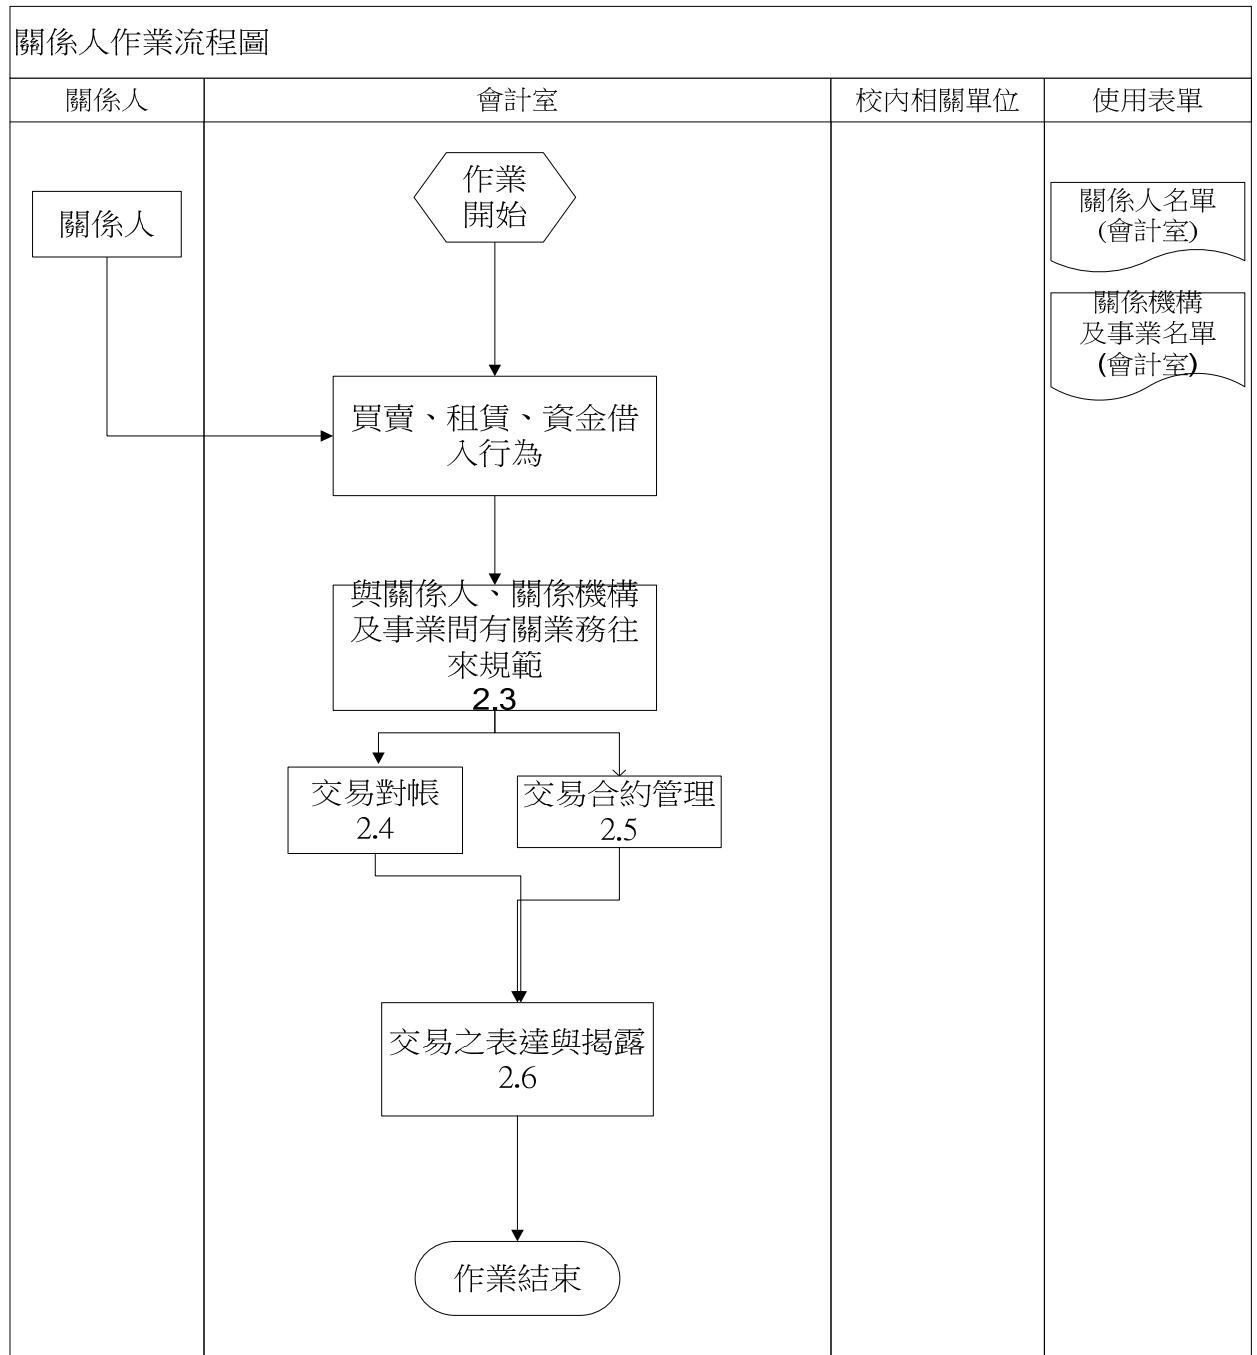 關係人作業流程圖
關係人
會計室
校內相關單位
使用表單
作業
開始
關係人
關係人名單
(會計室)
關係機構
及事業名單
(會計室)
買賣、租賃、資金借
入行為
與關係人、關係機構
及事業間有關業務往
來規範
2.3
交易對帳
2.4
交易合約管理
2.5
交易之表達與揭露
2.6
作業結束